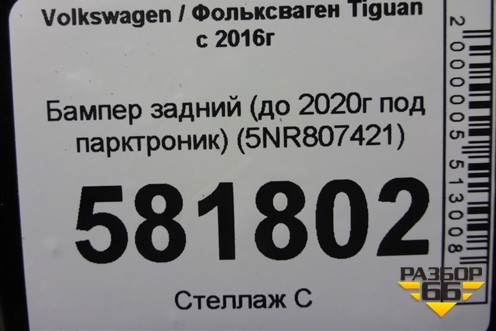 Volkswagen / Фольксваген Tiguan
с 2016г
Бампер задний (до 2020г под
парктроник) (5NR807421)
581802
Стеллаж С
2000005513008
РАЗБОР
66